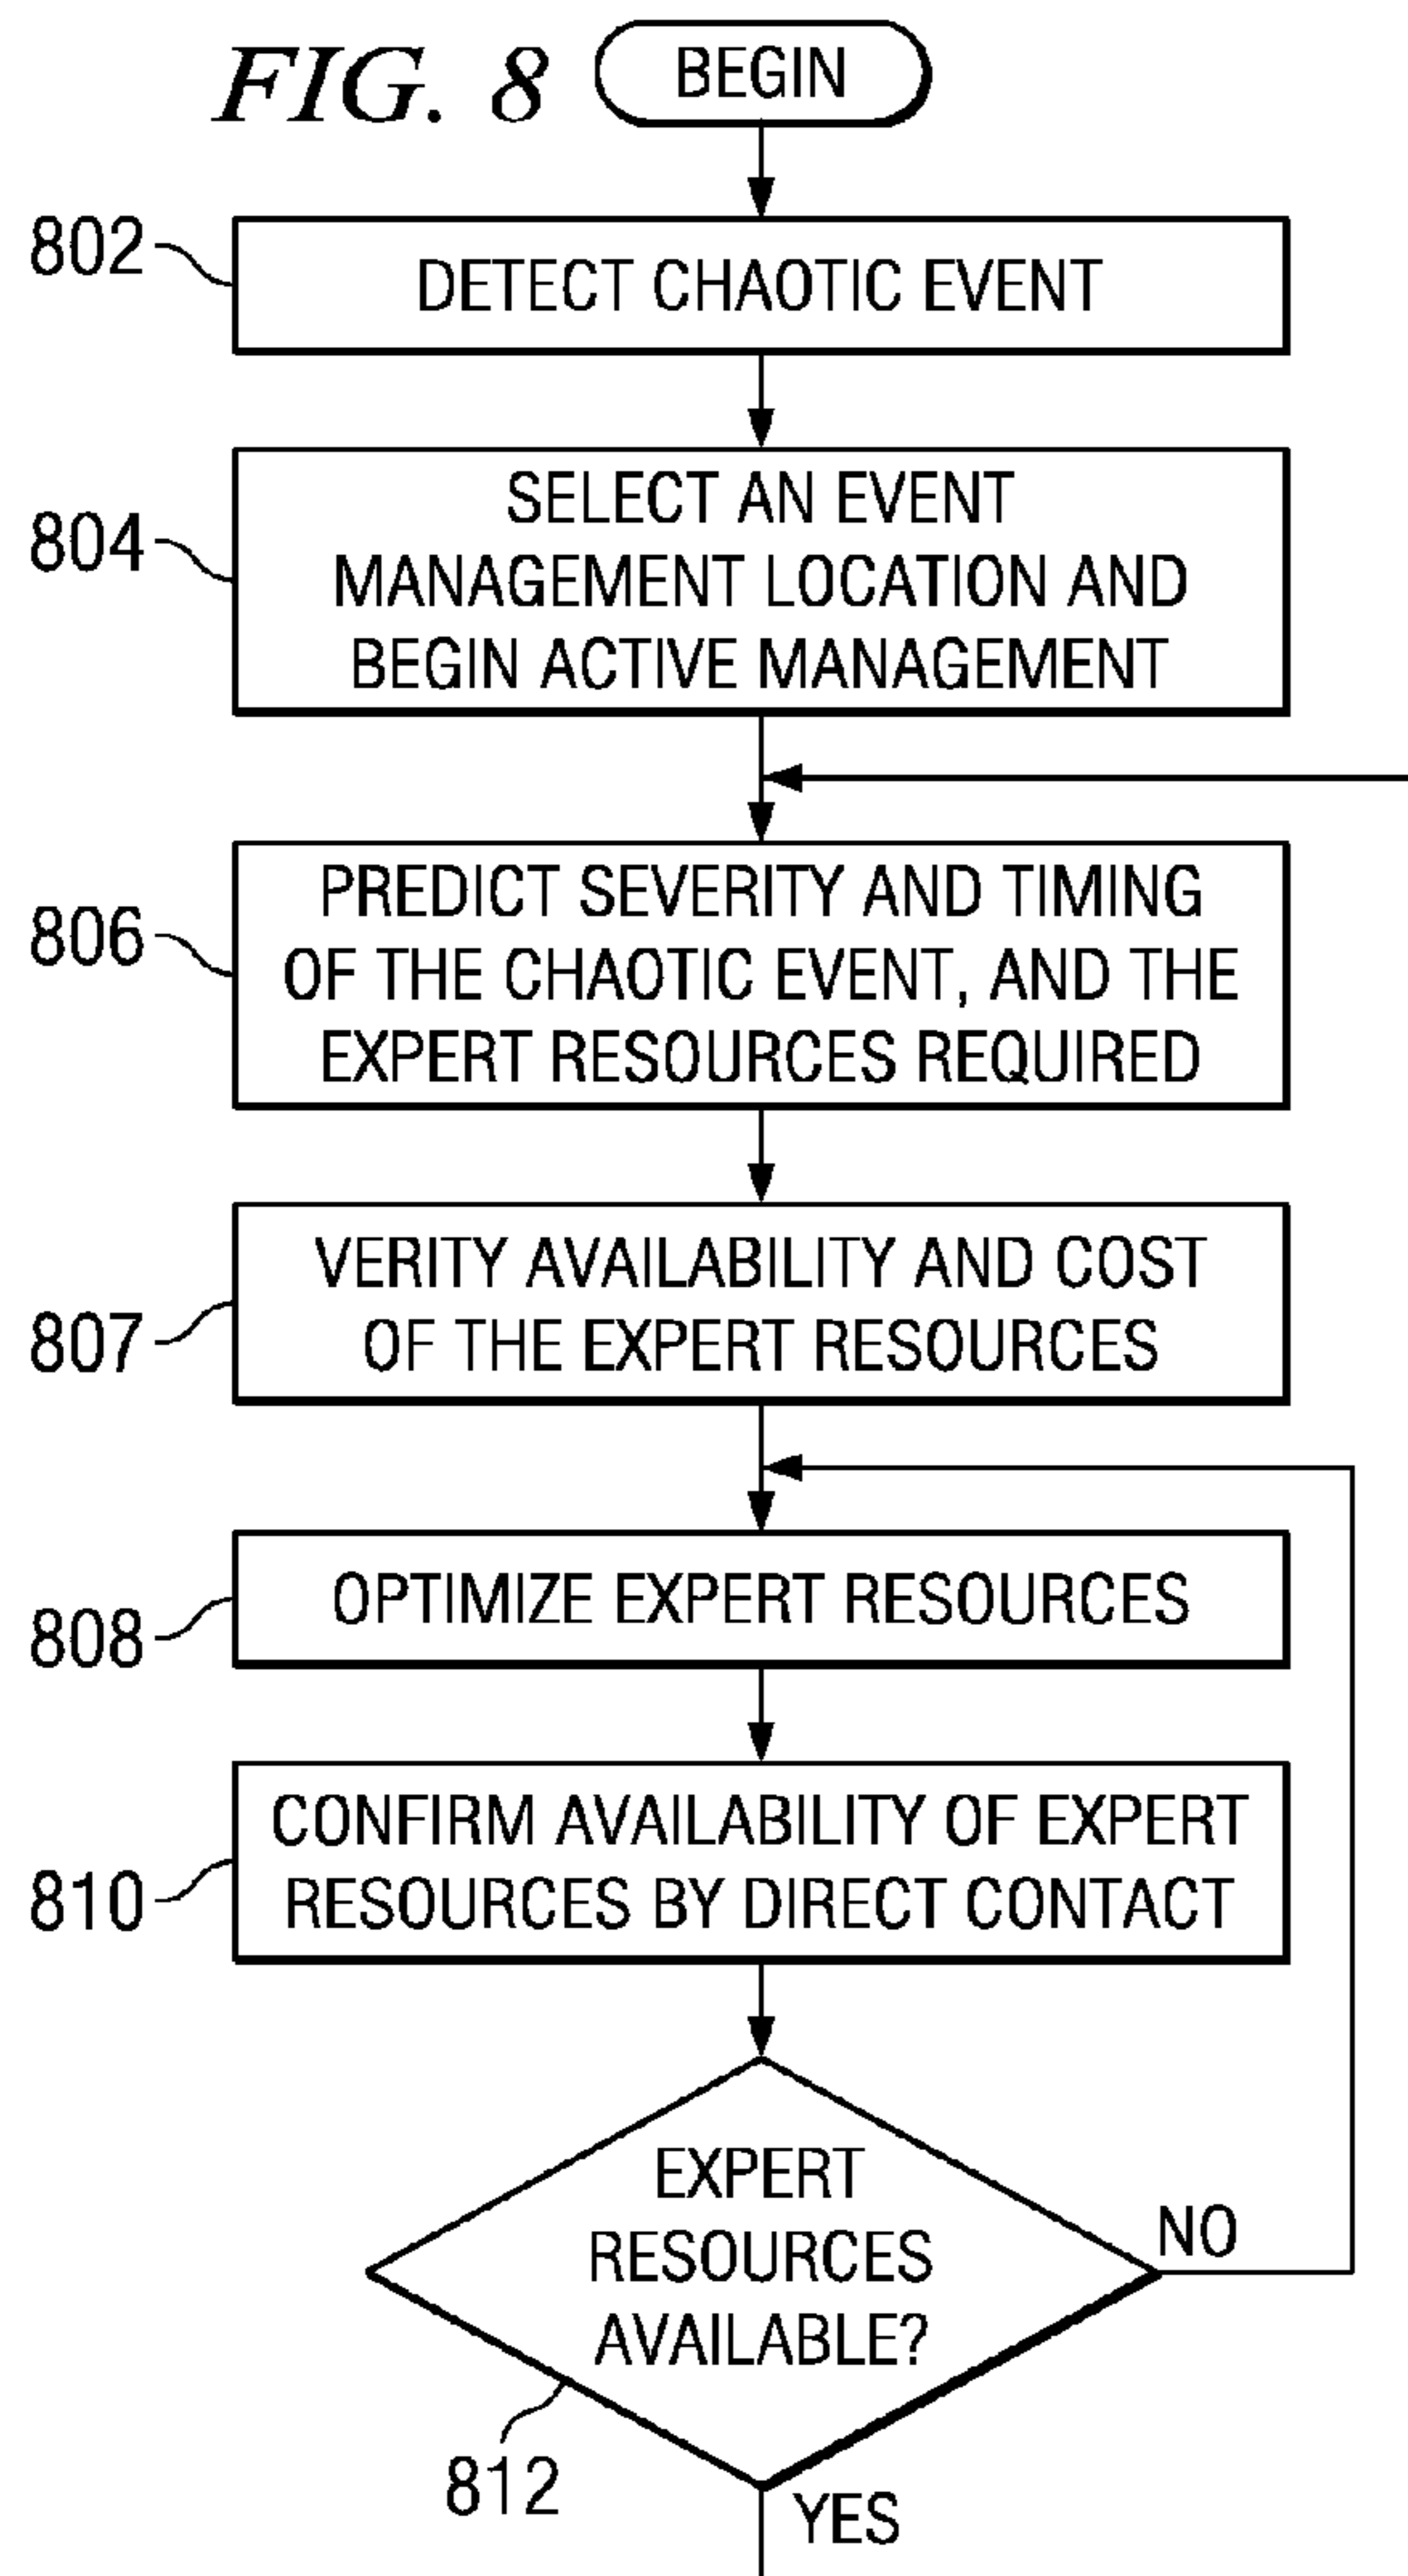 FIG. 8
BEGIN
802
DETECT CHAOTIC EVENT
804
SELECT AN EVENT
MANAGEMENT LOCATION AND
BEGIN ACTIVE MANAGEMENT
806
PREDICT SEVERITY AND TIMING
OF THE CHAOTIC EVENT, AND THE
EXPERT RESOURCES REQUIRED
807
VERITY AVAILABILITY AND COST
OF THE EXPERT RESOURCES
808
OPTIMIZE EXPERT RESOURCES
810
CONFIRM AVAILABILITY OF EXPERT
RESOURCES BY DIRECT CONTACT
EXPERT
RESOURCES
AVAILABLE?
NO
812
YES